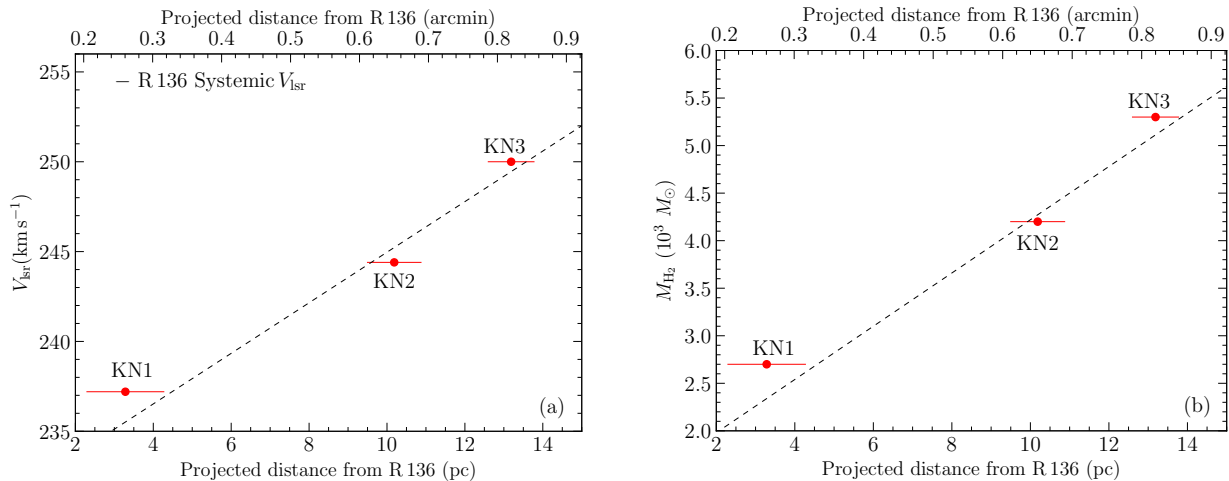 Projected distance from R 136 (arcmin)
0.2 0.3 0.4 0.5 0.6 0.7 0.8 0.9
255
250
245
240
235
V_lsr(km s⁻¹)
– R 136 Systemic V_lsr
KN3
KN2
KN1
(a)
2 4 6 8 10 12 14
Projected distance from R 136 (pc)
Projected distance from R 136 (arcmin)
0.2 0.3 0.4 0.5 0.6 0.7 0.8 0.9
6.0
5.5
5.0
4.5
4.0
3.5
3.0
2.5
2.0
M_H₂ (10³ M_⊙)
KN3
KN2
KN1
(b)
2 4 6 8 10 12 14
Projected distance from R 136 (pc)